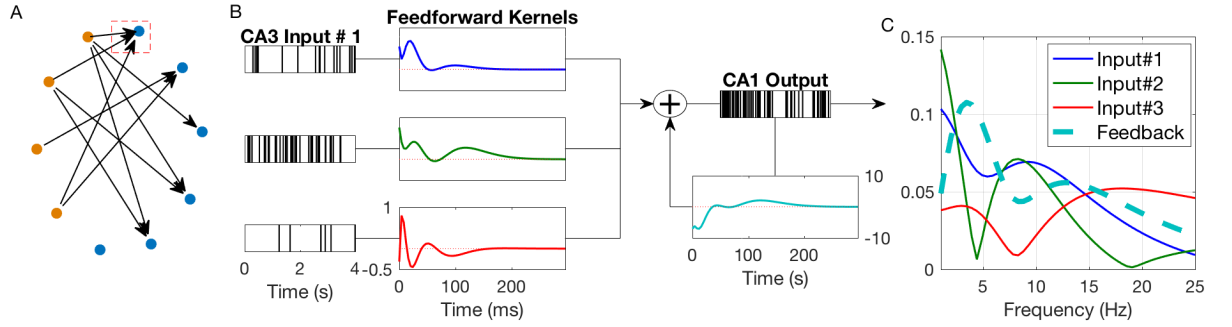 A
B
CA3 Input # 1
Feedforward Kernels
1
-0.5
0 2 4
Time (s)
0 100 200
Time (ms)
+
CA1 Output
10
-10
0 100 200
Time (s)
C
0.15
0.1
0.05
0
5 10 15 20 25
Frequency (Hz)
Input#1
Input#2
Input#3
Feedback